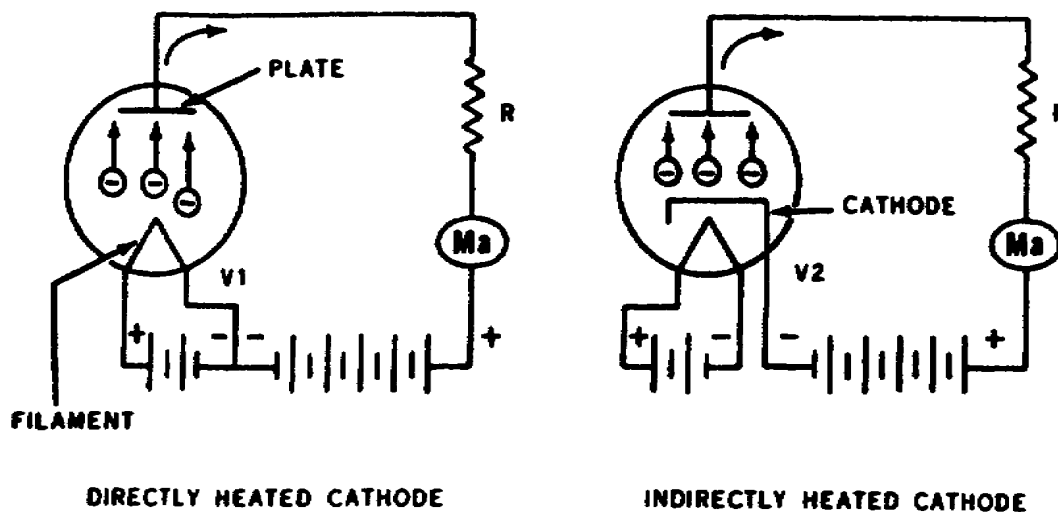 PLATE
R
CATHODE
Ma
Ma
V1
V2
+
-
-
+
+
-
-
+
FILAMENT
DIRECTLY HEATED CATHODE
INDIRECTLY HEATED CATHODE